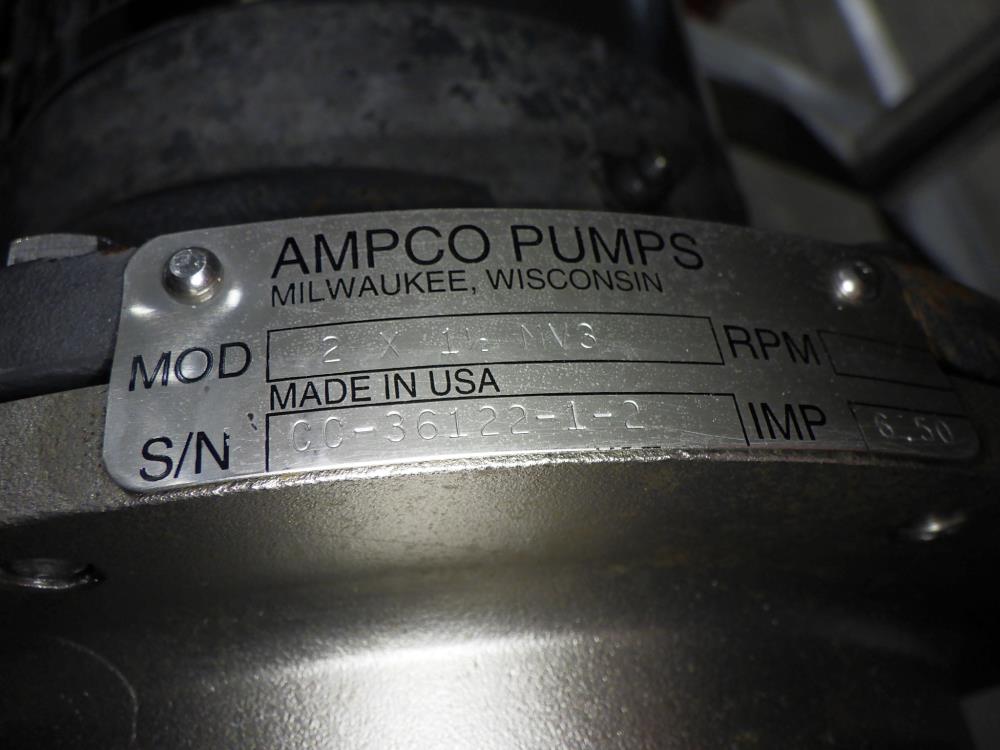 AMPCO PUMPS
MILWAUKEE, WISCONSIN
MOD 2 X 1½ NV3 RPM
MADE IN USA
S/N CC-36122-1-2 IMP 6.50